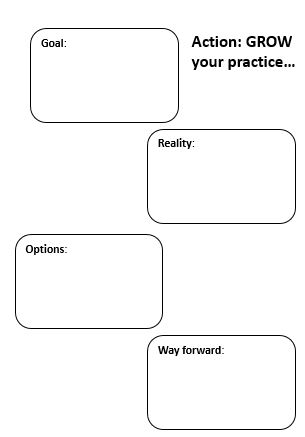 Goal:
Action: GROW
your practice...
Reality:
Options:
Way forward: